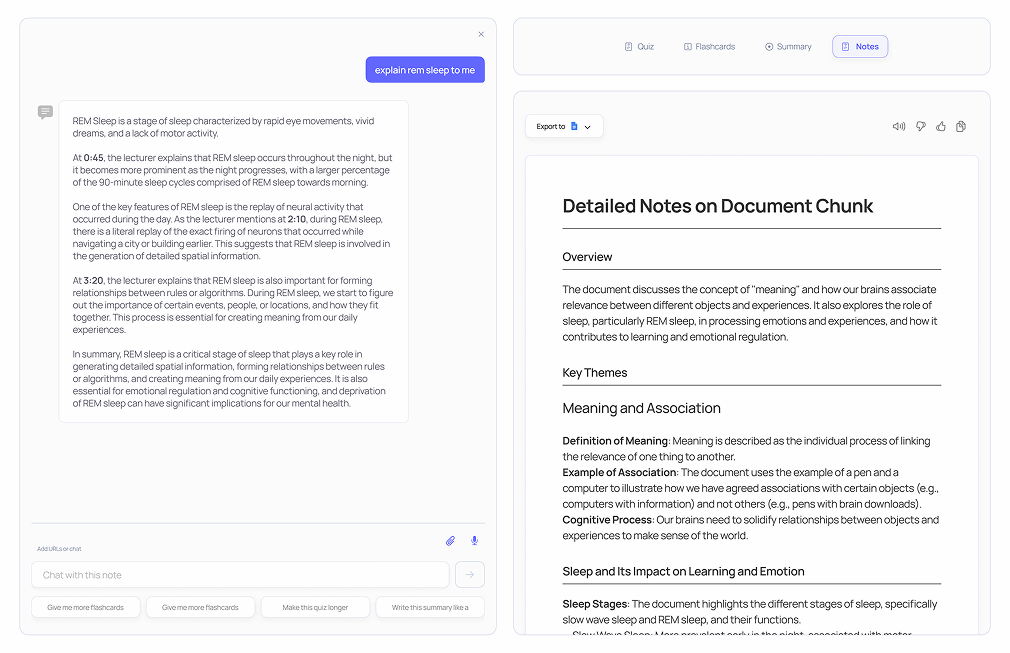 explain rem sleep to me
REM Sleep is a stage of sleep characterized by rapid eye movements, vivid
dreams, and a lack of motor activity.
At 0:45, the lecturer explains that REM sleep occurs throughout the night, but
it becomes more prominent as the night progresses, with a larger percentage
of the 90-minute sleep cycles comprised of REM sleep towards morning.
One of the key features of REM sleep is the replay of neural activity that
occurred during the day. As the lecturer mentions at 2:10, during REM sleep,
there is a literal replay of the exact firing of neurons that occurred while
navigating a city or building earlier. This suggests that REM sleep is involved in
the generation of detailed spatial information.
At 3:20, the lecturer explains that REM sleep is also important for forming
relationships between rules or algorithms. During REM sleep, we start to figure
out the importance of certain events, people, or locations, and how they fit
together. This process is essential for creating meaning from our daily
experiences.
In summary, REM sleep is a critical stage of sleep that plays a key role in
generating detailed spatial information, forming relationships between rules
or algorithms, and creating meaning from our daily experiences. It is also
essential for emotional regulation and cognitive functioning, and deprivation
of REM sleep can have significant implications for our mental health.
Add URLs or chat
Chat with this note
Give me more flashcards
Give me more flashcards
Make this quiz longer
Write this summary like a
Quiz
Flashcards
Summary
Notes
Export to
Detailed Notes on Document Chunk
Overview
The document discusses the concept of "meaning" and how our brains associate
relevance between different objects and experiences. It also explores the role of
sleep, particularly REM sleep, in processing emotions and experiences, and how it
contributes to learning and emotional regulation.
Key Themes
Meaning and Association
Definition of Meaning: Meaning is described as the individual process of linking
the relevance of one thing to another.
Example of Association: The document uses the example of a pen and a
computer to illustrate how we have agreed associations with certain objects (e.g.,
computers with information) and not others (e.g., pens with brain downloads).
Cognitive Process: Our brains need to solidify relationships between objects and
experiences to make sense of the world.
Sleep and Its Impact on Learning and Emotion
Sleep Stages: The document highlights the different stages of sleep, specifically
slow wave sleep and REM sleep, and their functions.
Slow Wave Sleep: More prevalent early in the night, associated with motor